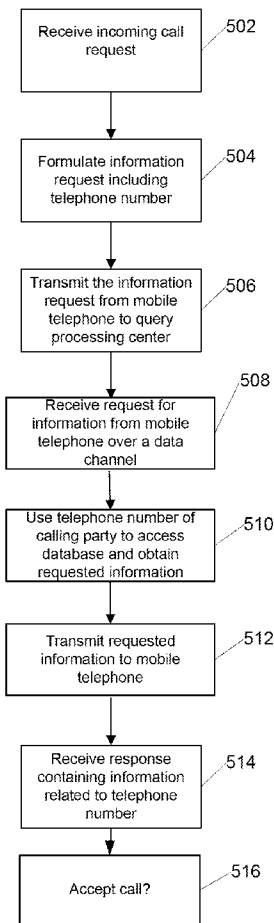 Receive incoming call
request
502
Formulate information
request including
telephone number
504
Transmit the information
request from mobile
telephone to query
processing center
506
Receive request for
information from mobile
telephone over a data
channel
508
Use telephone number of
calling party to access
database and obtain
requested information
510
Transmit requested
information to mobile
telephone
512
Receive response
containing information
related to telephone
number
514
Accept call?
516